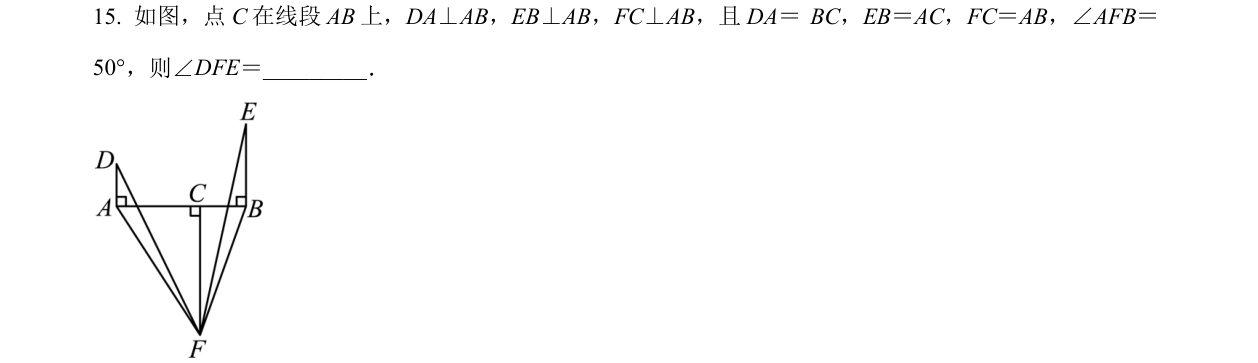 15. 如图，点 C 在线段 AB 上，DA⊥AB，EB⊥AB，FC⊥AB，且 DA= BC，EB=AC，FC=AB，∠AFB=
50°，则∠DFE=________．
E
D
C
A
B
F